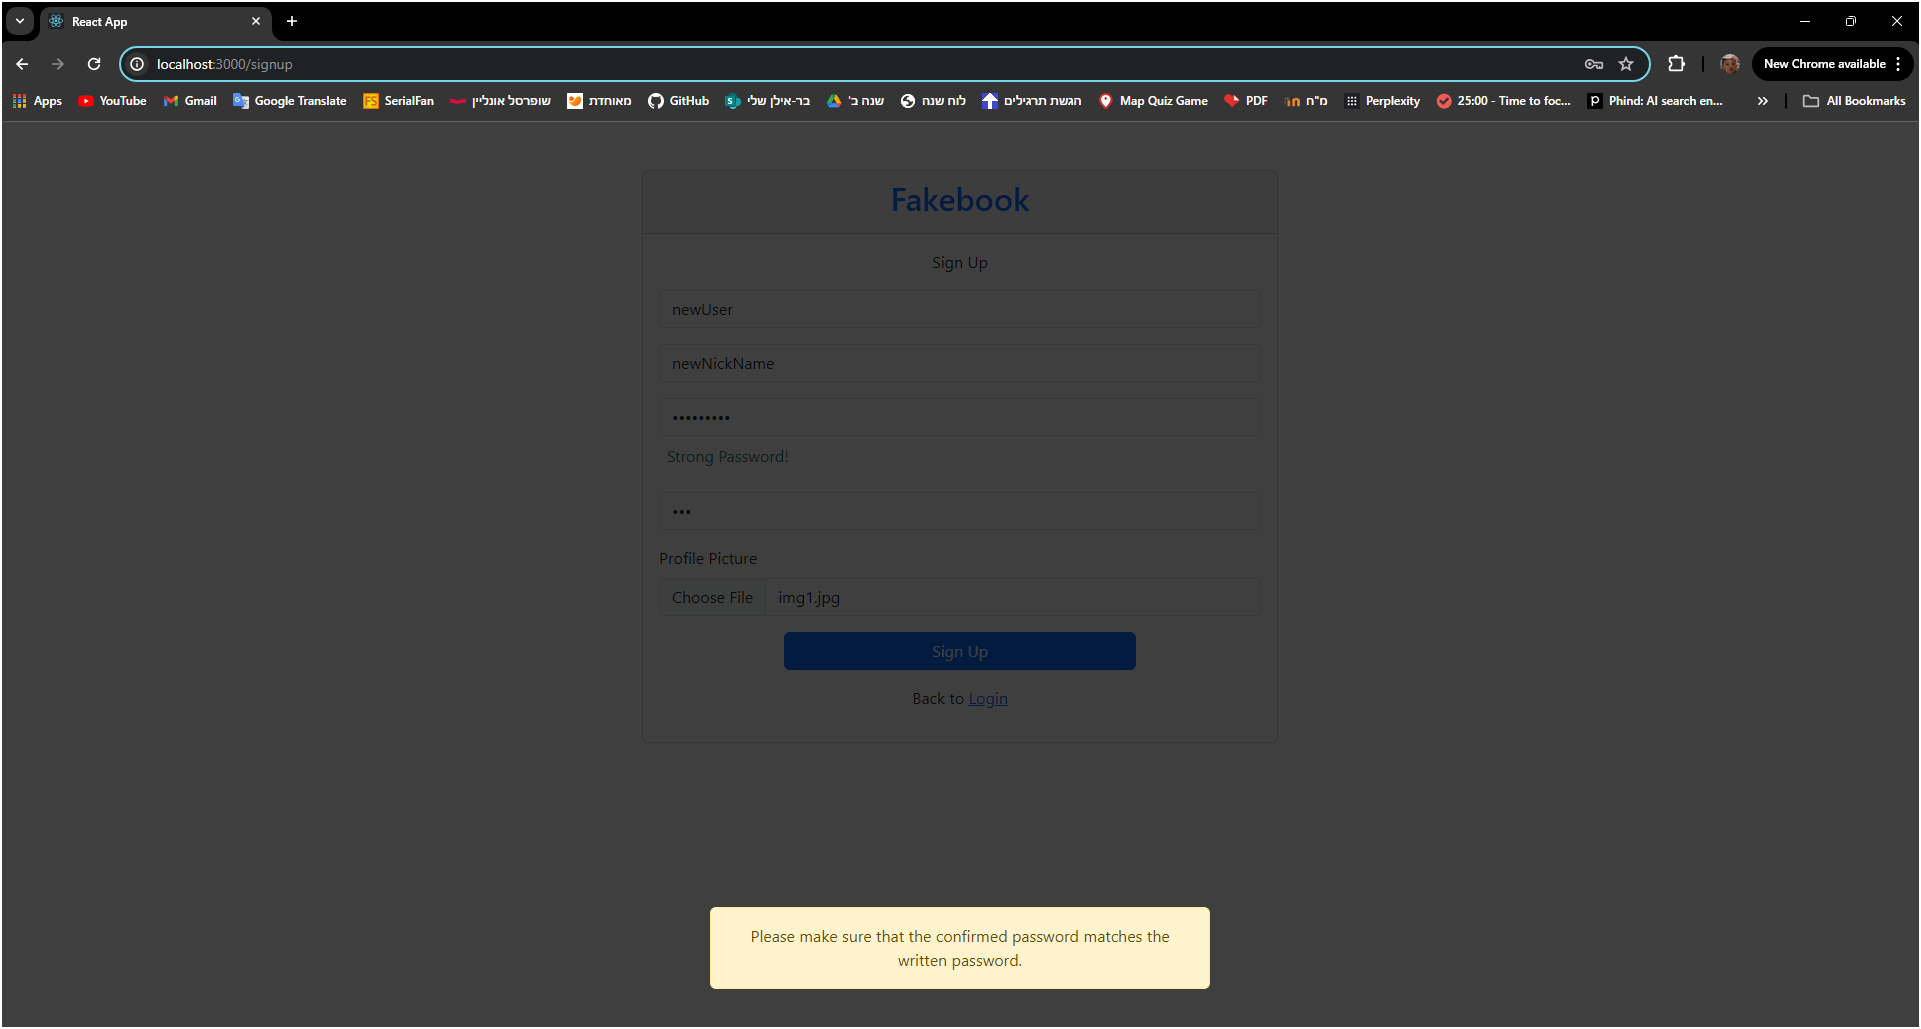 React App
New Chrome available
localhost:3000/signup
Apps YouTube Gmail Google Translate FS SerialFan שופרסל אונליין מאוחדת GitHub בר-אילן שלי שנה ב' לוח שנה הגשת תרגילים Map Quiz Game PDF מ"ח Perplexity 25:00 - Time to foc... Phind: AI search en... » All Bookmarks
Fakebook
Sign Up
newUser
newNickName
•••••••••
Strong Password!
•••
Profile Picture
Choose File img1.jpg
Sign Up
Back to Login
Please make sure that the confirmed password matches the
written password.